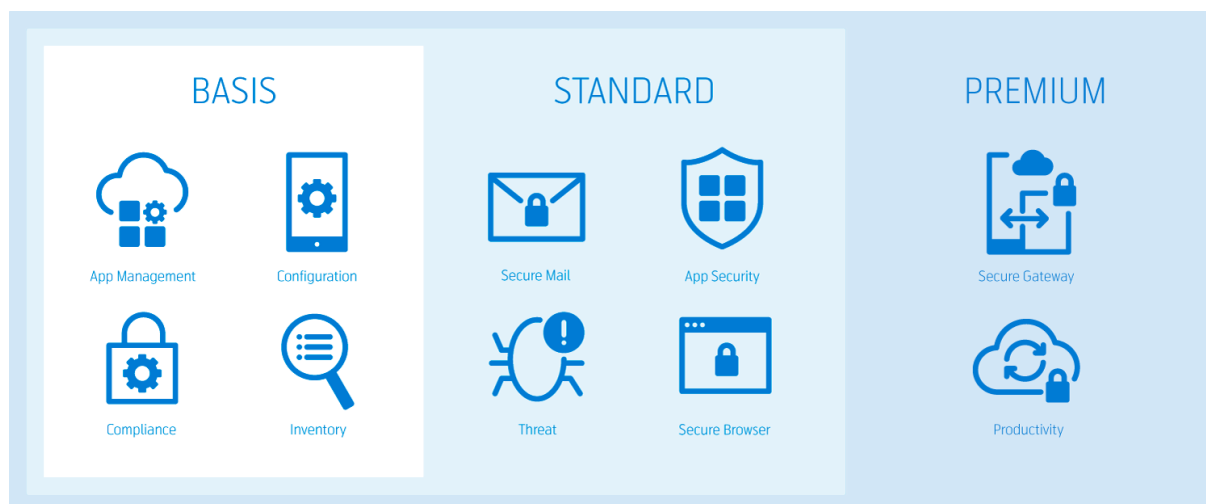 BASIS
App Management
Configuration
Compliance
Inventory
STANDARD
Secure Mail
App Security
Threat
Secure Browser
PREMIUM
Secure Gateway
Productivity